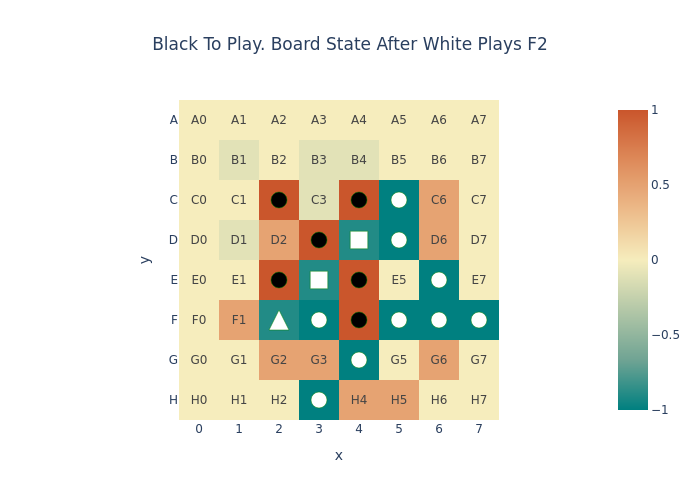 Black To Play. Board State After White Plays F2
A A0 A1 A2 A3 A4 A5 A6 A7
B B0 B1 B2 B3 B4 B5 B6 B7
C C0 C1 C3 C6 C7
D D0 D1 D2 D6 D7
E E0 E1 E5 E7
F F0 F1
G G0 G1 G2 G3 G5 G6 G7
H H0 H1 H2 H4 H5 H6 H7
0 1 2 3 4 5 6 7
x
y
1
0.5
0
−0.5
−1